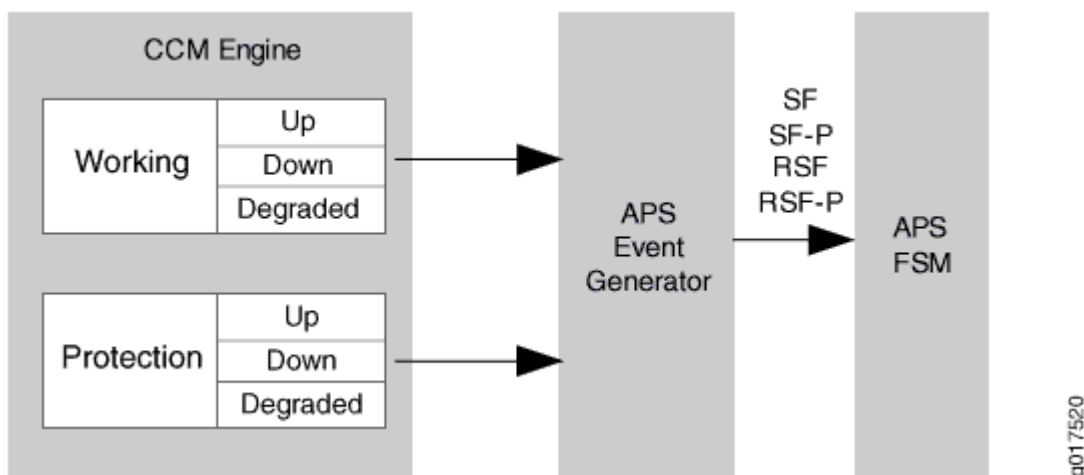 CCM Engine
Working
Up
Down
Degraded
Protection
Up
Down
Degraded
APS
Event
Generator
SF
SF-P
RSF
RSF-P
APS
FSM
g017520